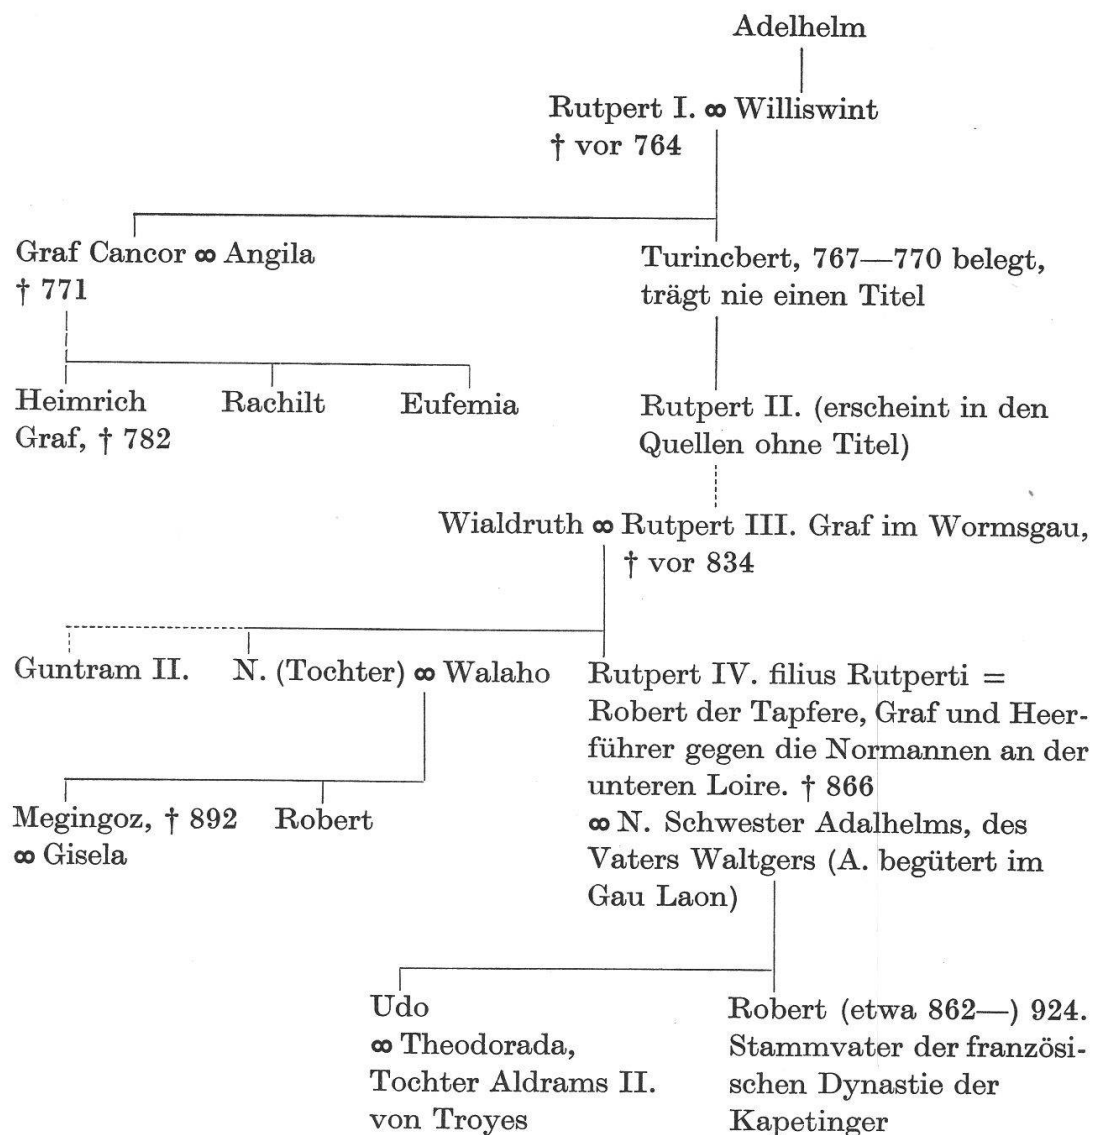 Adelhelm
Rutpert I. ∞ Williswint
† vor 764
Graf Cancor ∞ Angila
† 771
Turincbert, 767—770 belegt,
trägt nie einen Titel
Heimrich
Graf, † 782
Rachilt
Eufemia
Rutpert II. (erscheint in den
Quellen ohne Titel)
Wialdruth ∞ Rutpert III. Graf im Wormsgau,
† vor 834
Guntram II.
N. (Tochter) ∞ Walaho
Rutpert IV. filius Rutperti =
Robert der Tapfere, Graf und Heer-
führer gegen die Normannen an der
unteren Loire. † 866
∞ N. Schwester Adalhelms, des
Vaters Waltgers (A. begütert im
Gau Laon)
Megingoz, † 892
∞ Gisela
Robert
Udo
∞ Theodorada,
Tochter Aldrams II.
von Troyes
Robert (etwa 862—) 924.
Stammvater der französi-
schen Dynastie der
Kapetinger